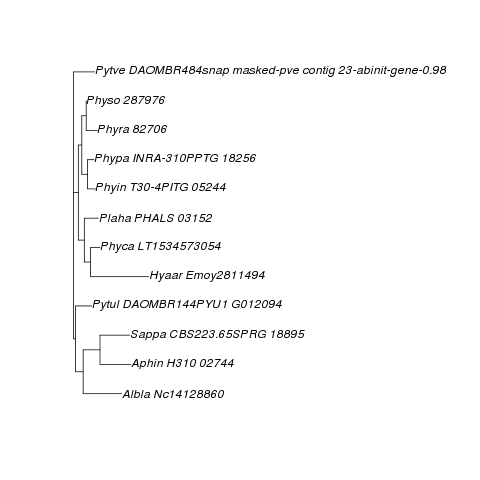 Pytve DAOMBR484snap masked-pve contig 23-abinit-gene-0.98
Physo 287976
Phyra 82706
Phypa INRA-310PPTG 18256
Phyin T30-4PITG 05244
Plaha PHALS 03152
Phyca LT1534573054
Hyaar Emoy2811494
Pytul DAOMBR144PYU1 G012094
Sappa CBS223.65SPRG 18895
Aphin H310 02744
Albla Nc14128860